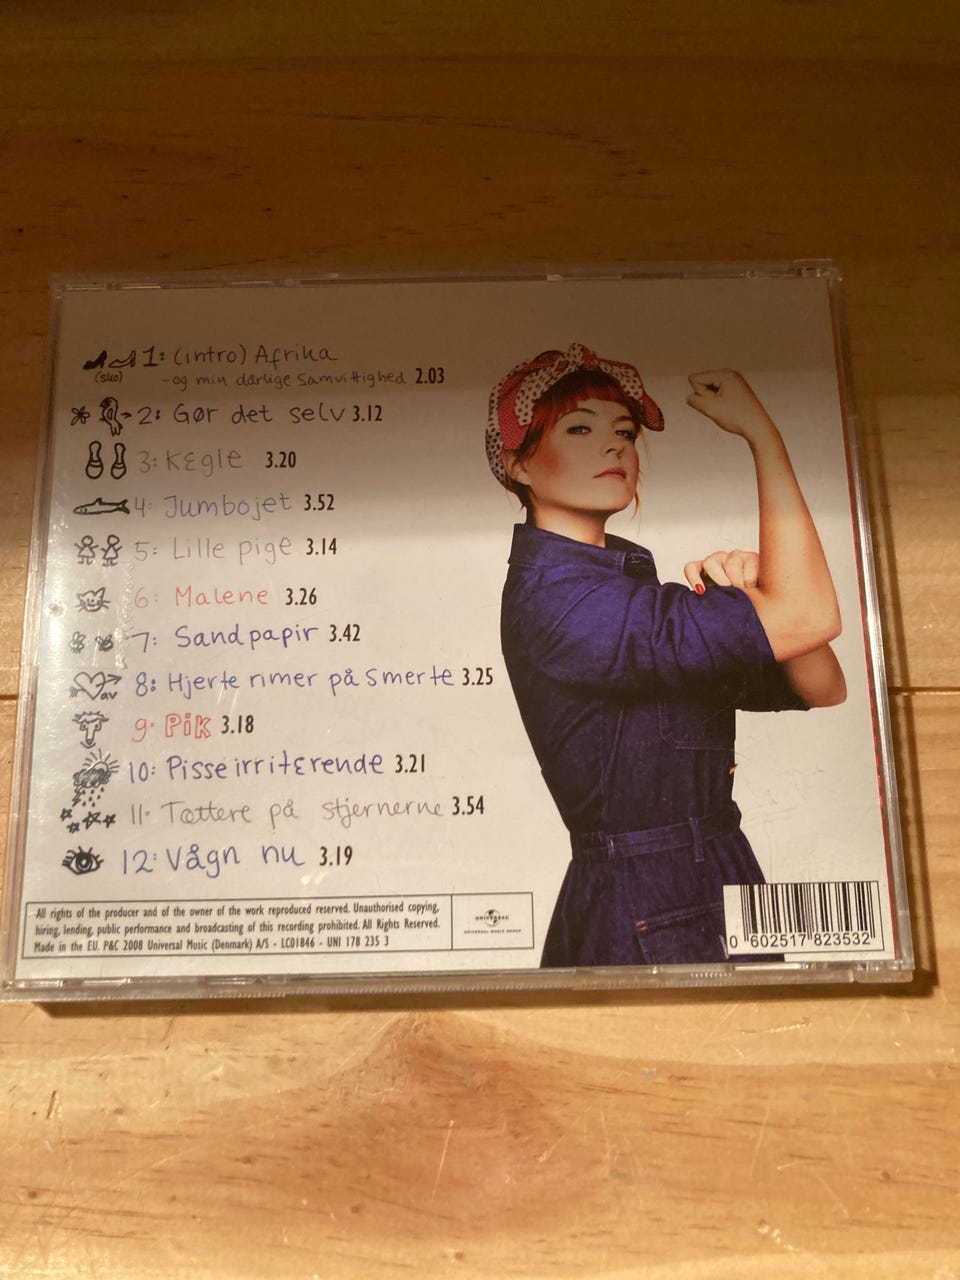 1: (intro) Afrika
(sko) -og min dårlige samvittighed 2.03
2: Gør det selv 3.12
3: Kegle 3.20
4: Jumbojet 3.52
5: Lille pige 3.14
6: Malene 3.26
7: Sandpapir 3.42
av 8: Hjerte rimer på smerte 3.25
9: Pik 3.18
10: Pisseirriterende 3.21
11: Tættere på stjernerne 3.54
12: Vågn nu 3.19
All rights of the producer and of the owner of the work reproduced reserved. Unauthorised copying,
hiring, lending, public performance and broadcasting of this recording prohibited. All Rights Reserved.
Made in the EU. P&C 2008 Universal Music (Denmark) A/S - LC01846 - UNI 178 235 3
UNIVERSAL
UNIVERSAL MUSIC GROUP
0 602517 823532